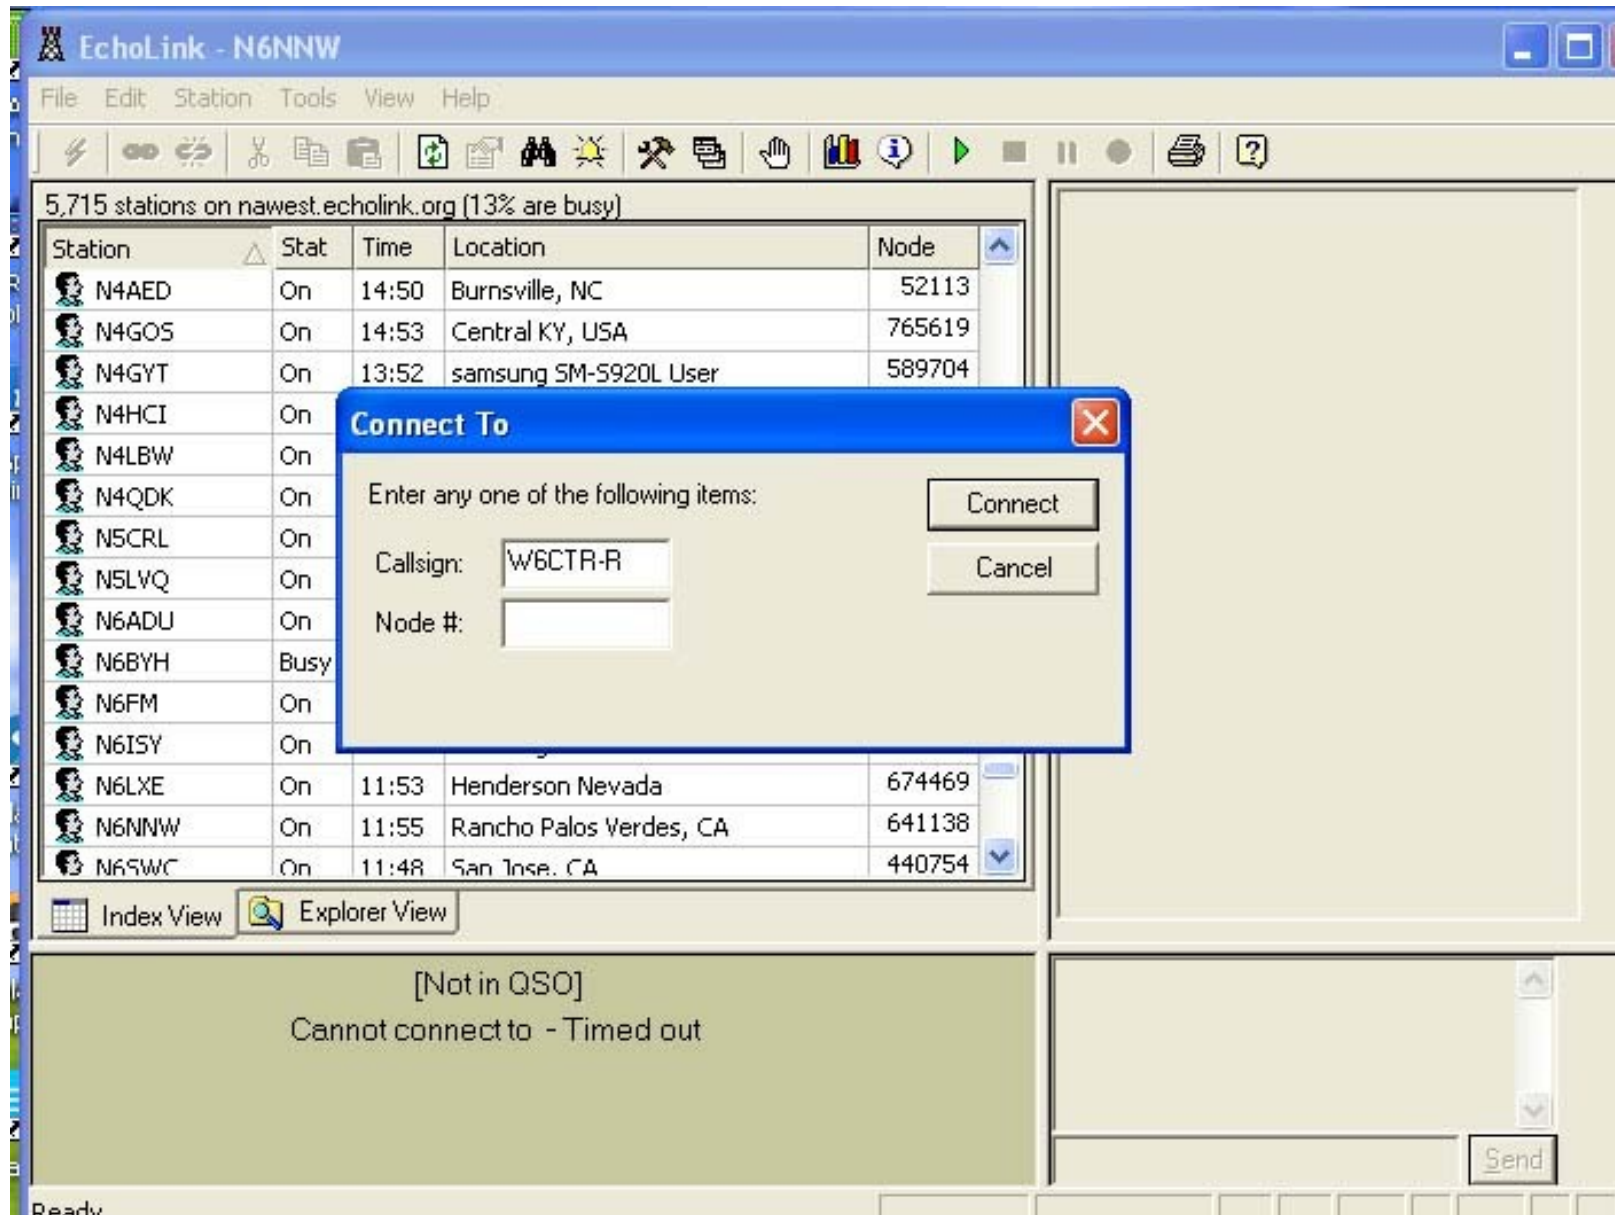 EchoLink - N6NNW
File Edit Station Tools View Help
5,715 stations on nawest.echolink.org (13% are busy)
Station Stat Time Location Node
N4AED On 14:50 Burnsville, NC 52113
N4GOS On 14:53 Central KY, USA 765619
N4GYT On 13:52 samsung SM-S920L User 589704
N4HCI On
N4LBW On
N4QDK On
N5CRL On
N5LVQ On
N6ADU On
N6BYH Busy
N6FM On
N6ISY On
N6LXE On 11:53 Henderson Nevada 674469
N6NNW On 11:55 Rancho Palos Verdes, CA 641138
N6SWC On 11:48 San Jose, CA 440754
Connect To
Enter any one of the following items:
Connect
Callsign: W6CTR-R
Cancel
Node #:
Index View Explorer View
[Not in QSO]
Cannot connect to - Timed out
Send
Ready